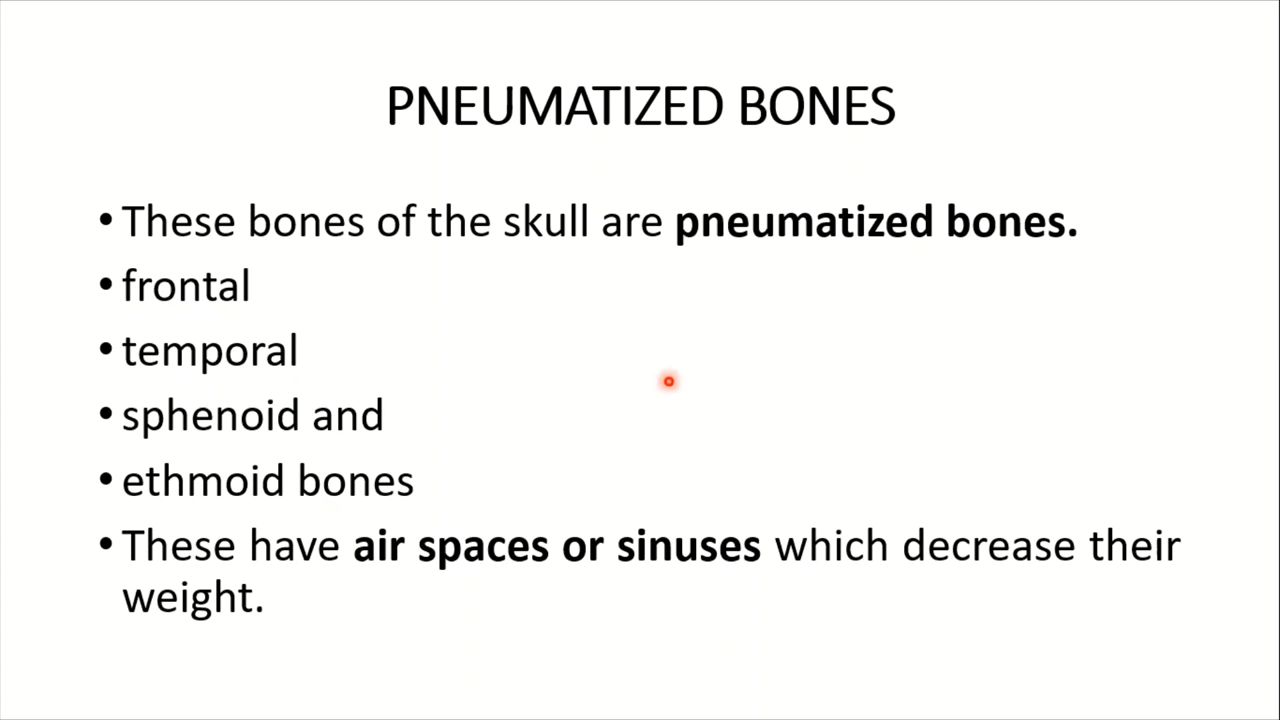 PNEUMATIZED BONES
• These bones of the skull are pneumatized bones.
• frontal
• temporal
• sphenoid and
• ethmoid bones
• These have air spaces or sinuses which decrease their
weight.